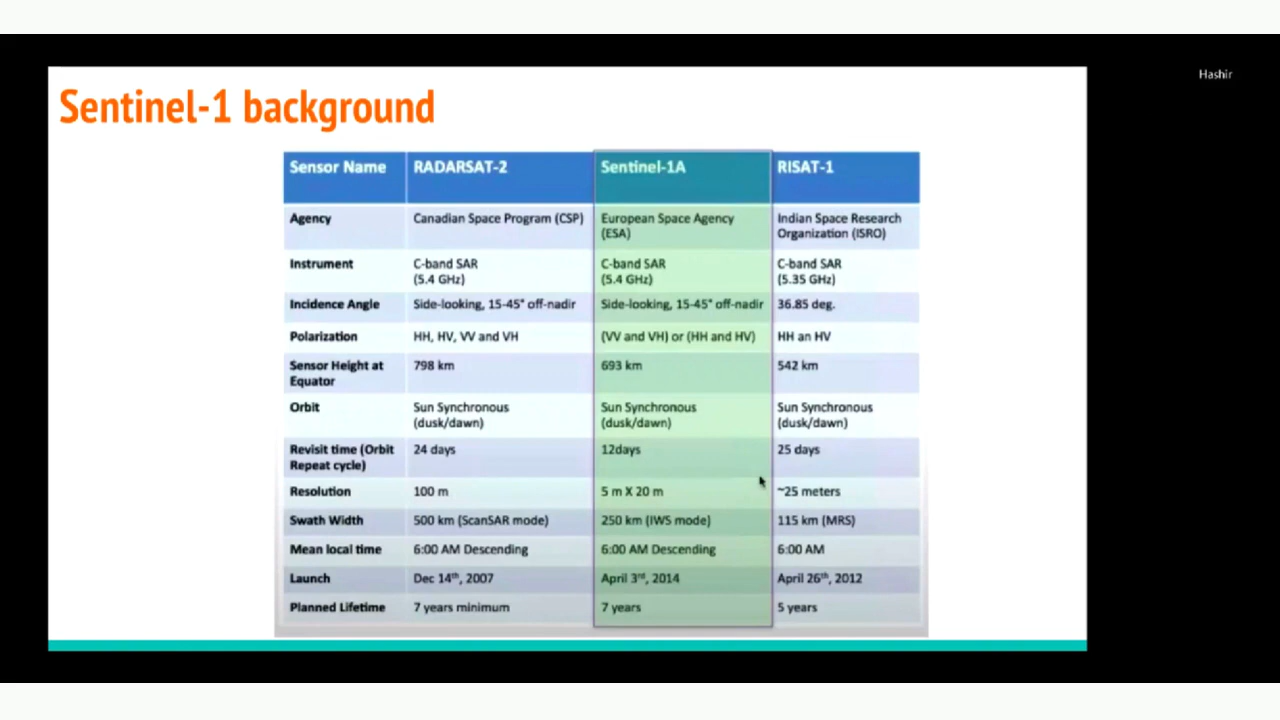 Hashir
Sentinel-1 background
Sensor Name RADARSAT-2 Sentinel-1A RISAT-1
Agency Canadian Space Program (CSP) European Space Agency (ESA) Indian Space Research Organization (ISRO)
Instrument C-band SAR (5.4 GHz) C-band SAR (5.4 GHz) C-band SAR (5.35 GHz)
Incidence Angle Side-looking, 15-45° off-nadir Side-looking, 15-45° off-nadir 36.85 deg.
Polarization HH, HV, VV and VH (VV and VH) or (HH and HV) HH an HV
Sensor Height at Equator 798 km 693 km 542 km
Orbit Sun Synchronous (dusk/dawn) Sun Synchronous (dusk/dawn) Sun Synchronous (dusk/dawn)
Revisit time (Orbit Repeat cycle) 24 days 12days 25 days
Resolution 100 m 5 m X 20 m ~25 meters
Swath Width 500 km (ScanSAR mode) 250 km (IWS mode) 115 km (MRS)
Mean local time 6:00 AM Descending 6:00 AM Descending 6:00 AM
Launch Dec 14th, 2007 April 3rd, 2014 April 26th, 2012
Planned Lifetime 7 years minimum 7 years 5 years